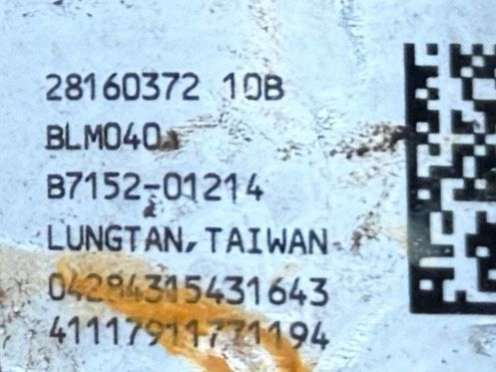 28160372 10B
BLM040
B7152-01214
LUNGTAN, TAIWAN
04284315431643
41117911771194